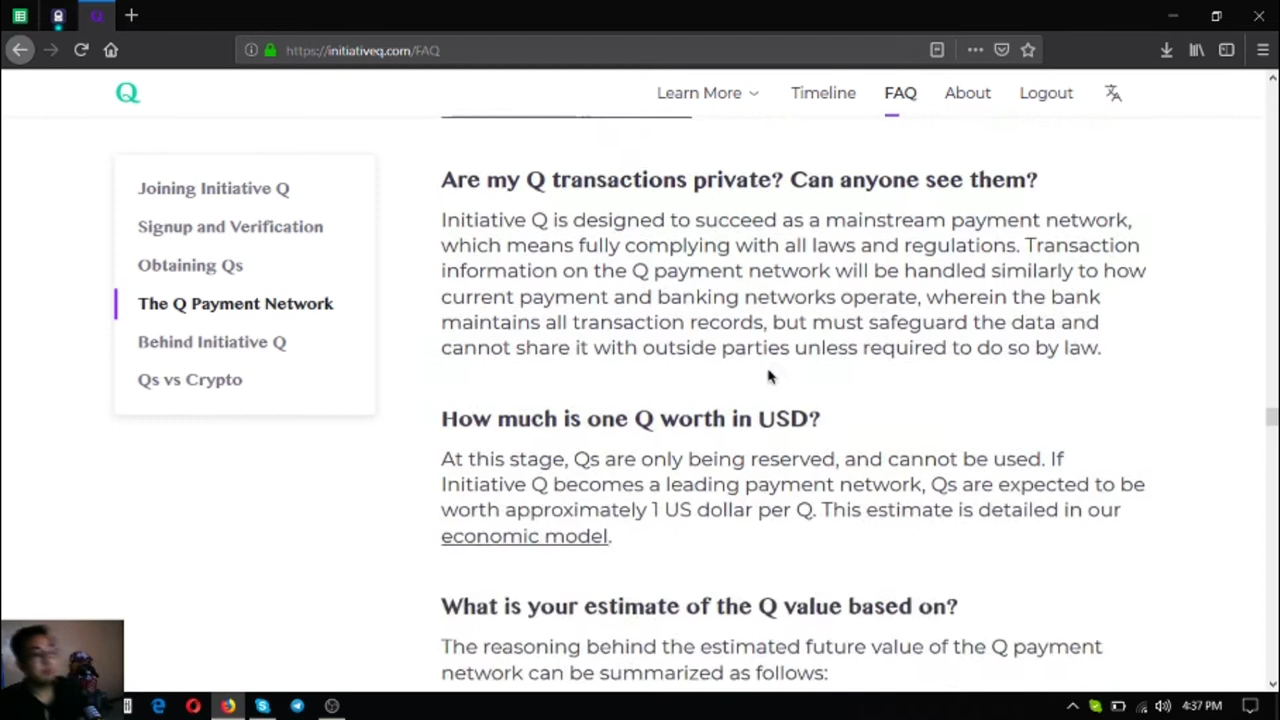 https://initiativeq.com/FAQ
Q
Learn More
Timeline
FAQ
About
Logout
Joining Initiative Q
Signup and Verification
Obtaining Qs
The Q Payment Network
Behind Initiative Q
Qs vs Crypto
Are my Q transactions private? Can anyone see them?
Initiative Q is designed to succeed as a mainstream payment network,
which means fully complying with all laws and regulations. Transaction
information on the Q payment network will be handled similarly to how
current payment and banking networks operate, wherein the bank
maintains all transaction records, but must safeguard the data and
cannot share it with outside parties unless required to do so by law.
How much is one Q worth in USD?
At this stage, Qs are only being reserved, and cannot be used. If
Initiative Q becomes a leading payment network, Qs are expected to be
worth approximately 1 US dollar per Q. This estimate is detailed in our
economic model.
What is your estimate of the Q value based on?
The reasoning behind the estimated future value of the Q payment
network can be summarized as follows:
4:37 PM